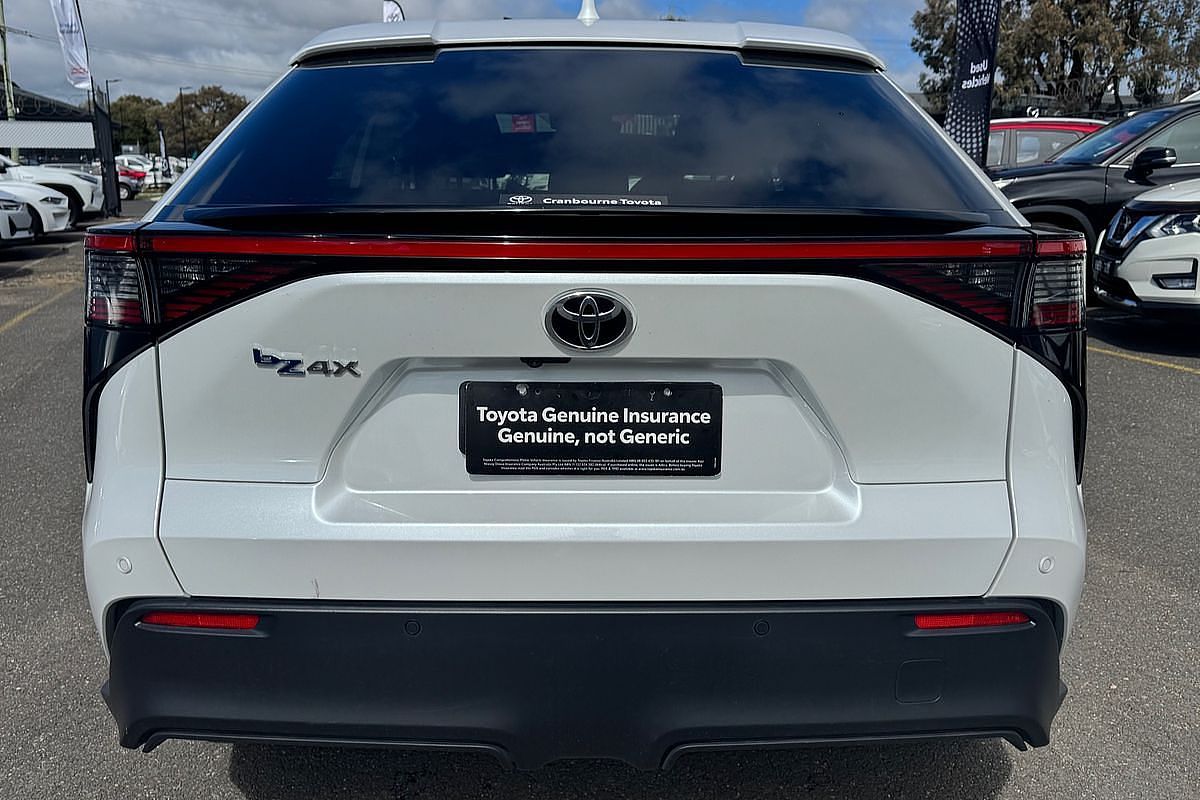 Used
Vehicles
Cranbourne Toyota
bZ4X
Toyota Genuine Insurance
Genuine, not Generic